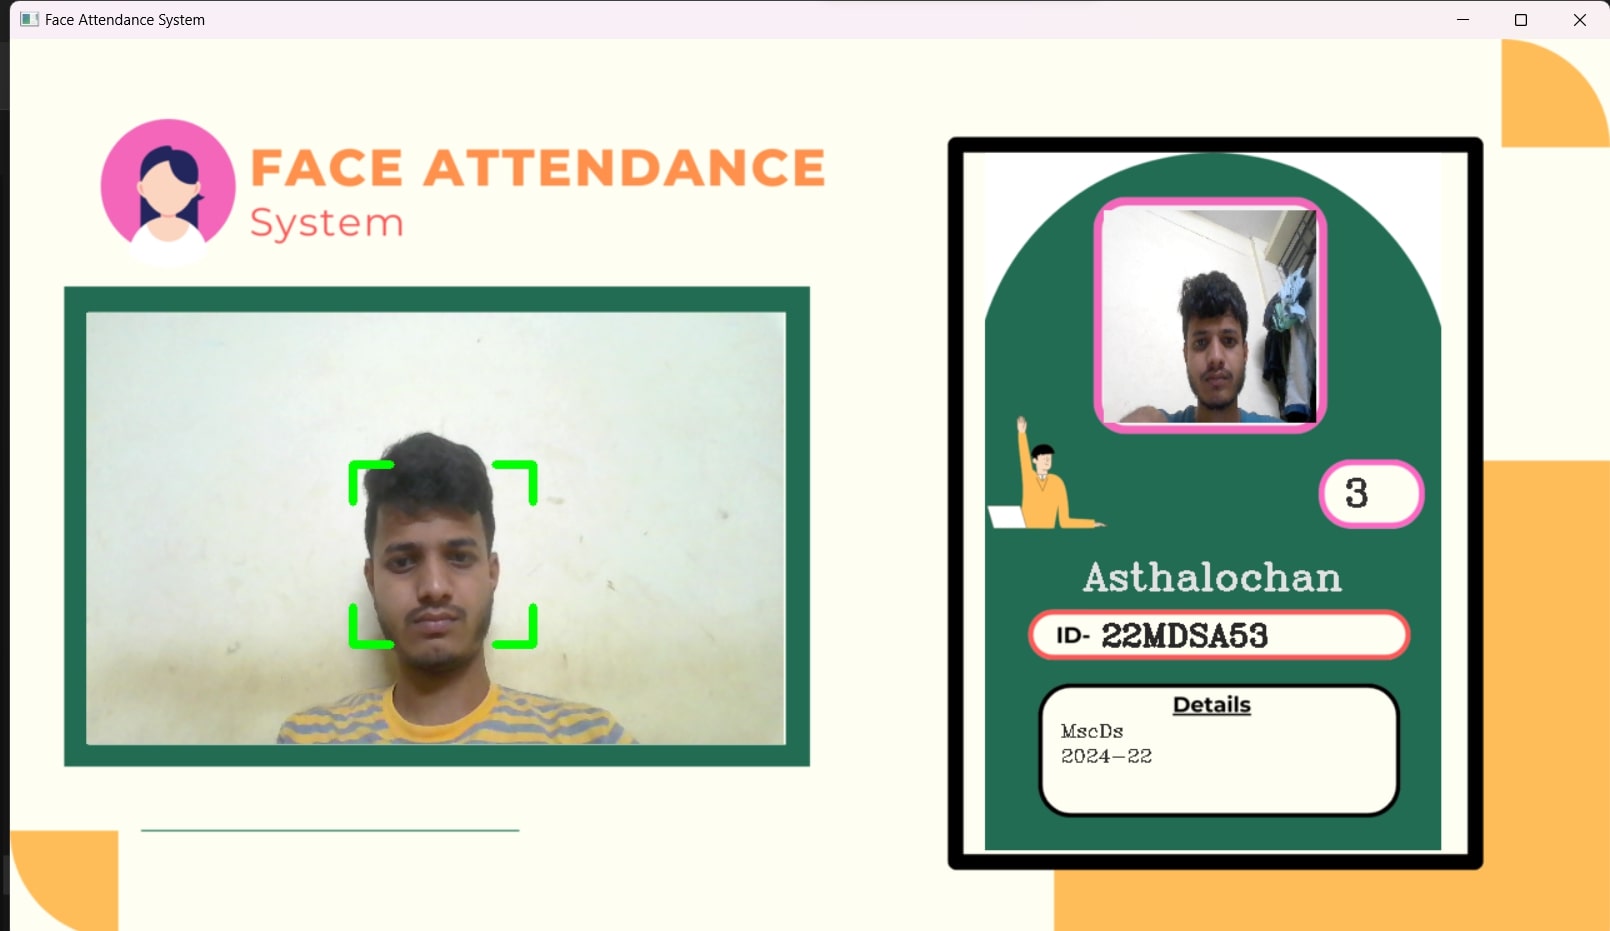 Face Attendance System
FACE ATTENDANCE
System
3
Asthalochan
ID- 22MDSA53
Details
MscDs
2024-22